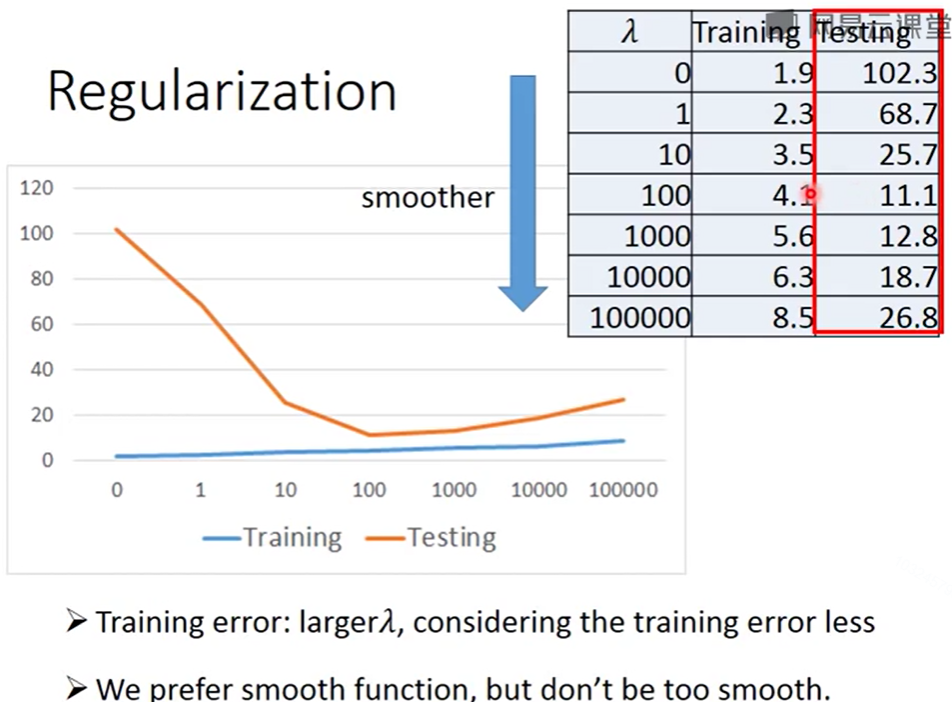 网易云课堂
λ Training Testing
0 1.9 102.3
1 2.3 68.7
10 3.5 25.7
100 4.1 11.1
1000 5.6 12.8
10000 6.3 18.7
100000 8.5 26.8
Regularization
smoother
120
100
80
60
40
20
0
0 1 10 100 1000 10000 100000
Training Testing
➢ Training error: largerλ, considering the training error less
➢ We prefer smooth function, but don’t be too smooth.